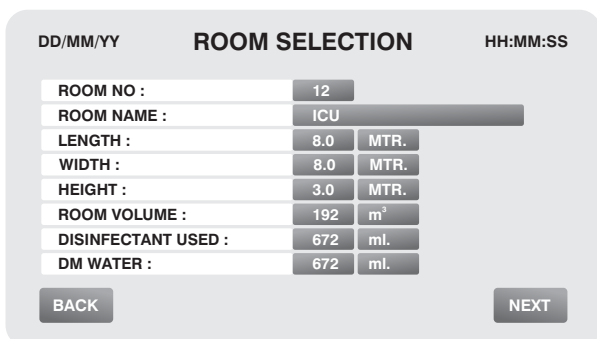 DD/MM/YY ROOM SELECTION HH:MM:SS
ROOM NO : 12
ROOM NAME : ICU
LENGTH : 8.0 MTR.
WIDTH : 8.0 MTR.
HEIGHT : 3.0 MTR.
ROOM VOLUME : 192 m³
DISINFECTANT USED : 672 ml.
DM WATER : 672 ml.
BACK NEXT